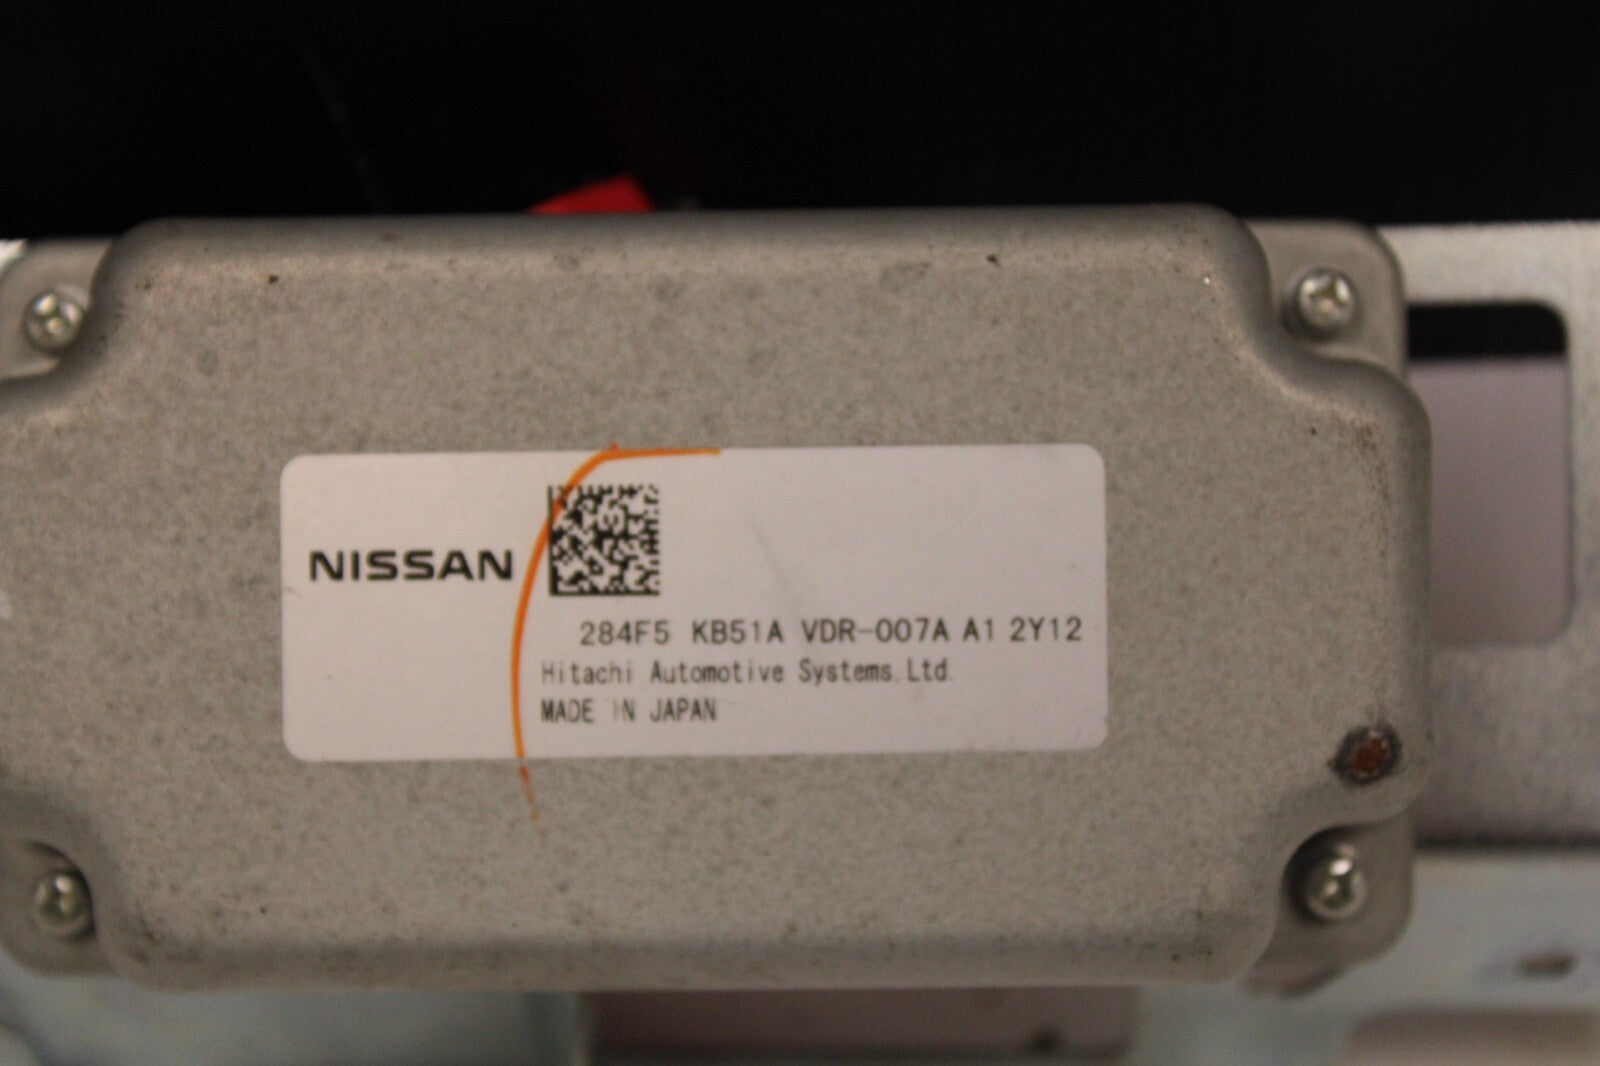 NISSAN
284F5 KB51A VDR-007A A1 2Y12
Hitachi Automotive Systems.Ltd.
MADE IN JAPAN